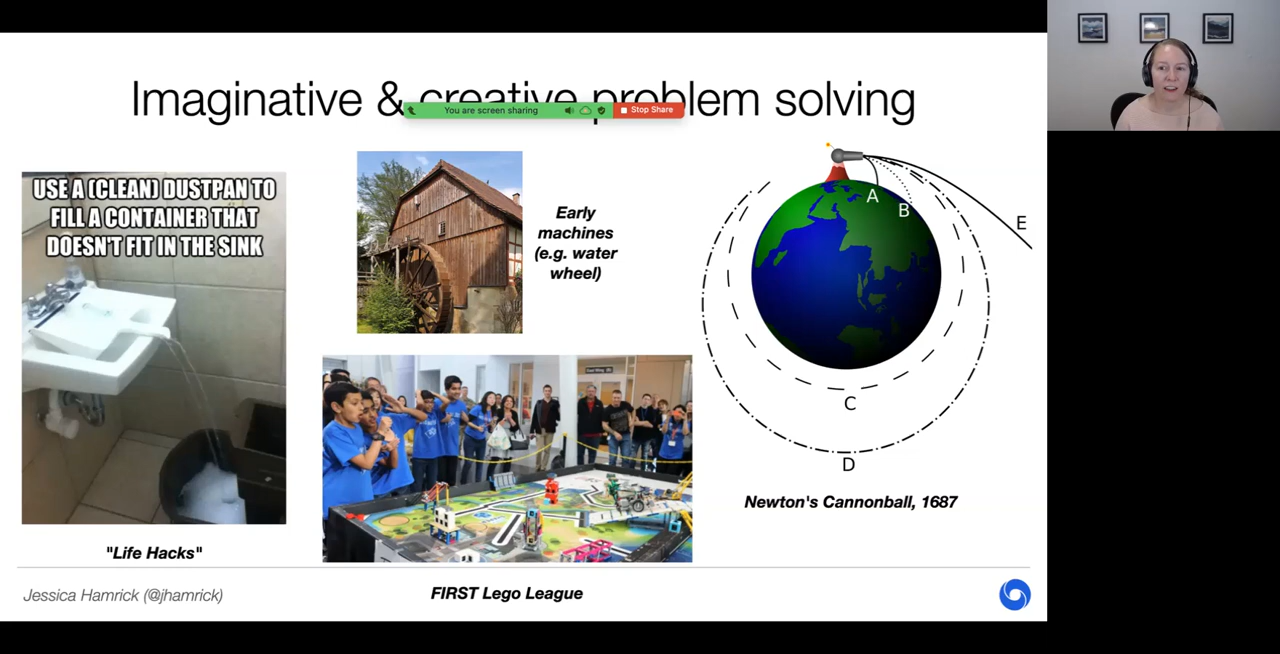 Imaginative & creative problem solving
You are screen sharing
Stop Share
USE A (CLEAN) DUSTPAN TO
FILL A CONTAINER THAT
DOESN'T FIT IN THE SINK
"Life Hacks"
Early
machines
(e.g. water
wheel)
FIRST Lego League
A
B
E
C
D
Newton's Cannonball, 1687
Jessica Hamrick (@jhamrick)